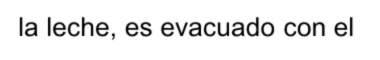 la leche, es evacuado con el